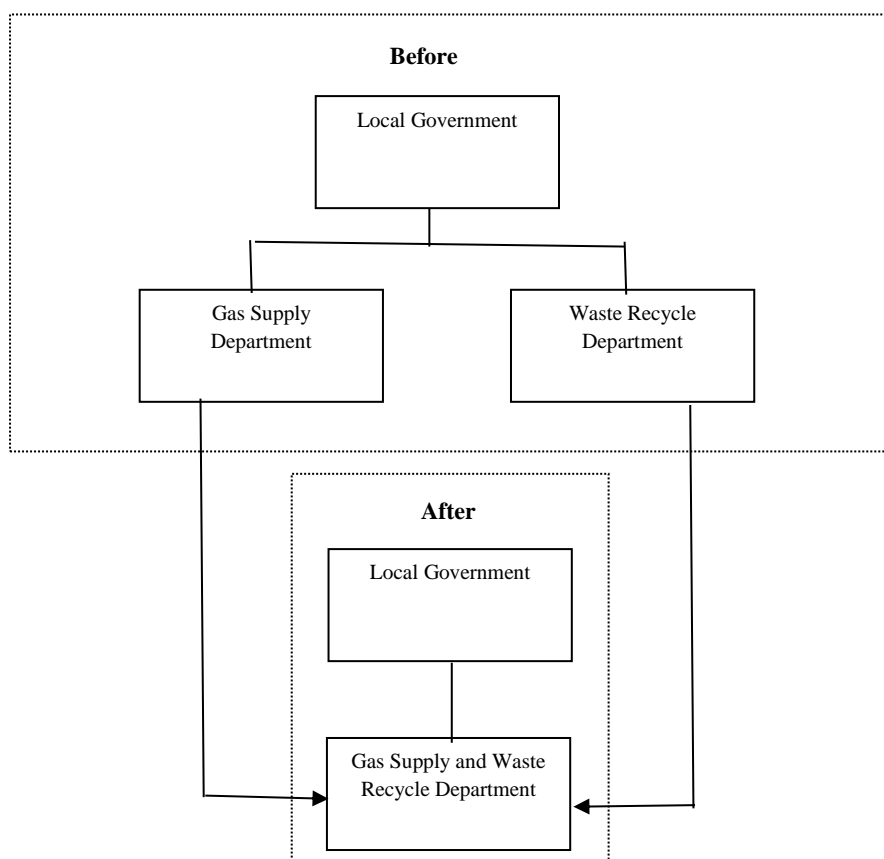 Before
Local Government
Gas Supply
Department
Waste Recycle
Department
After
Local Government
Gas Supply and Waste
Recycle Department